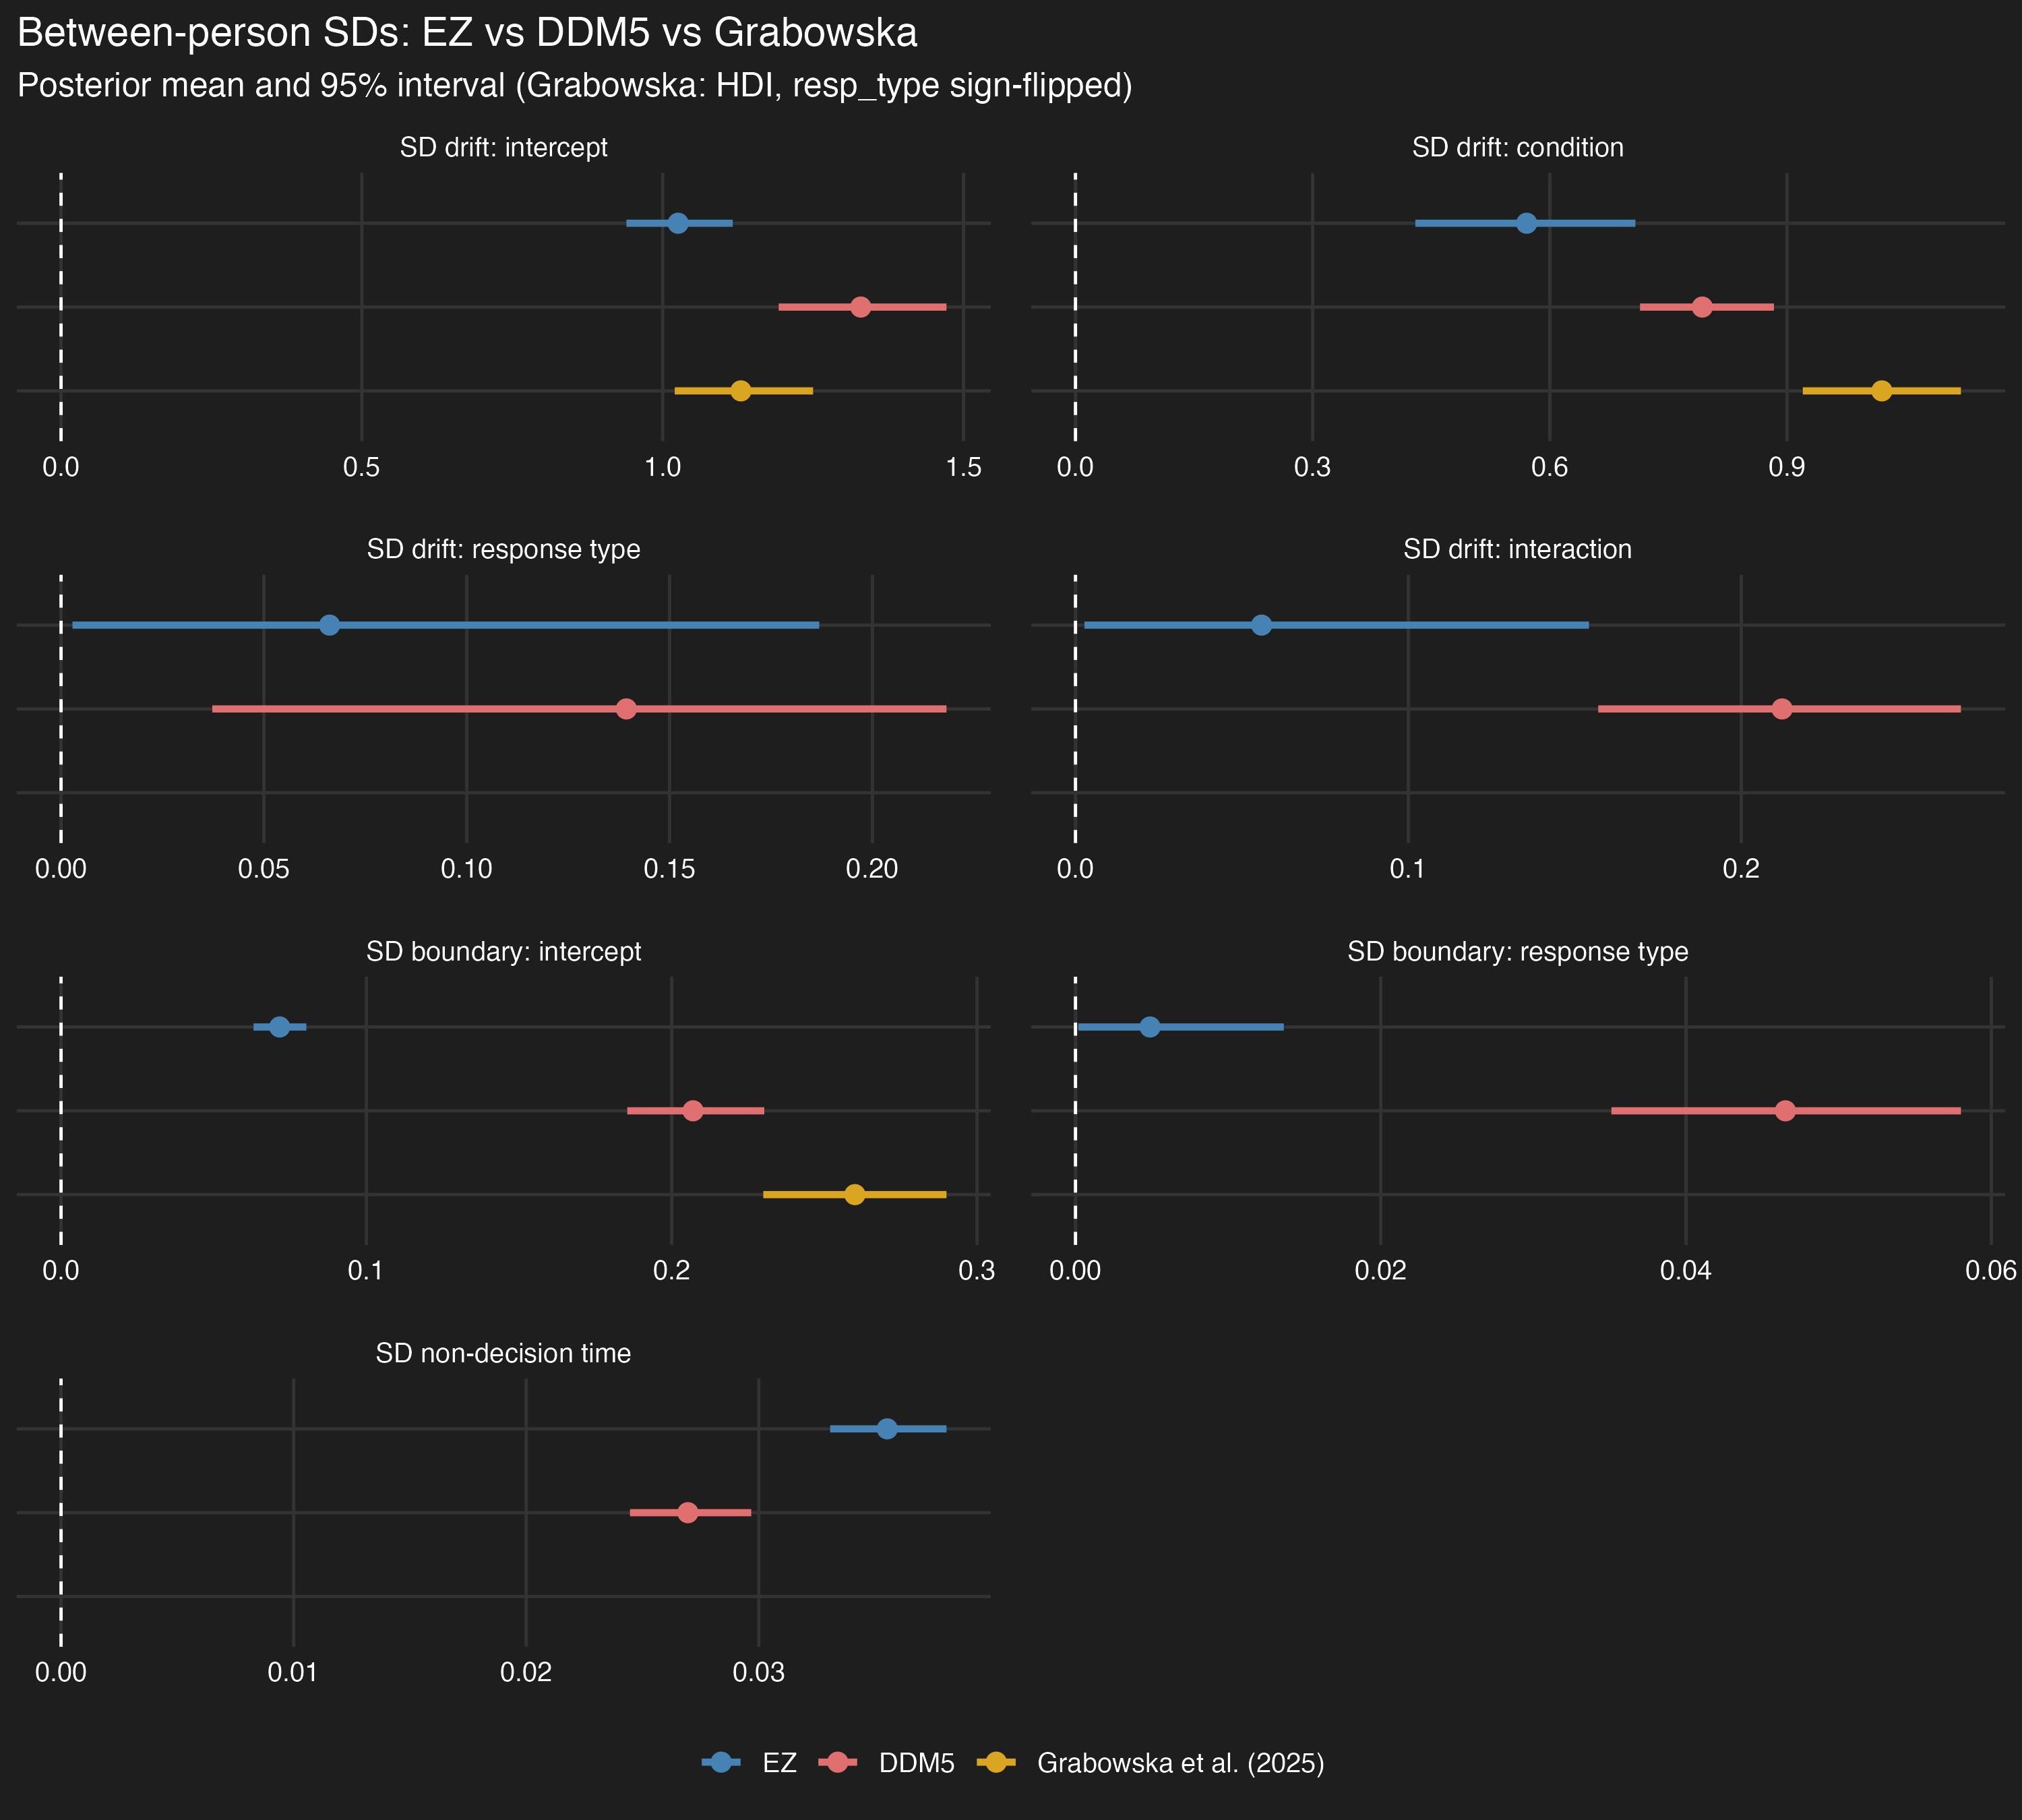 Between-person SDs: EZ vs DDM5 vs Grabowska
Posterior mean and 95% interval (Grabowska: HDI, resp_type sign-flipped)
SD drift: intercept
0.0 0.5 1.0 1.5
SD drift: condition
0.0 0.3 0.6 0.9
SD drift: response type
0.00 0.05 0.10 0.15 0.20
SD drift: interaction
0.0 0.1 0.2
SD boundary: intercept
0.0 0.1 0.2 0.3
SD boundary: response type
0.00 0.02 0.04 0.06
SD non-decision time
0.00 0.01 0.02 0.03
EZ DDM5 Grabowska et al. (2025)